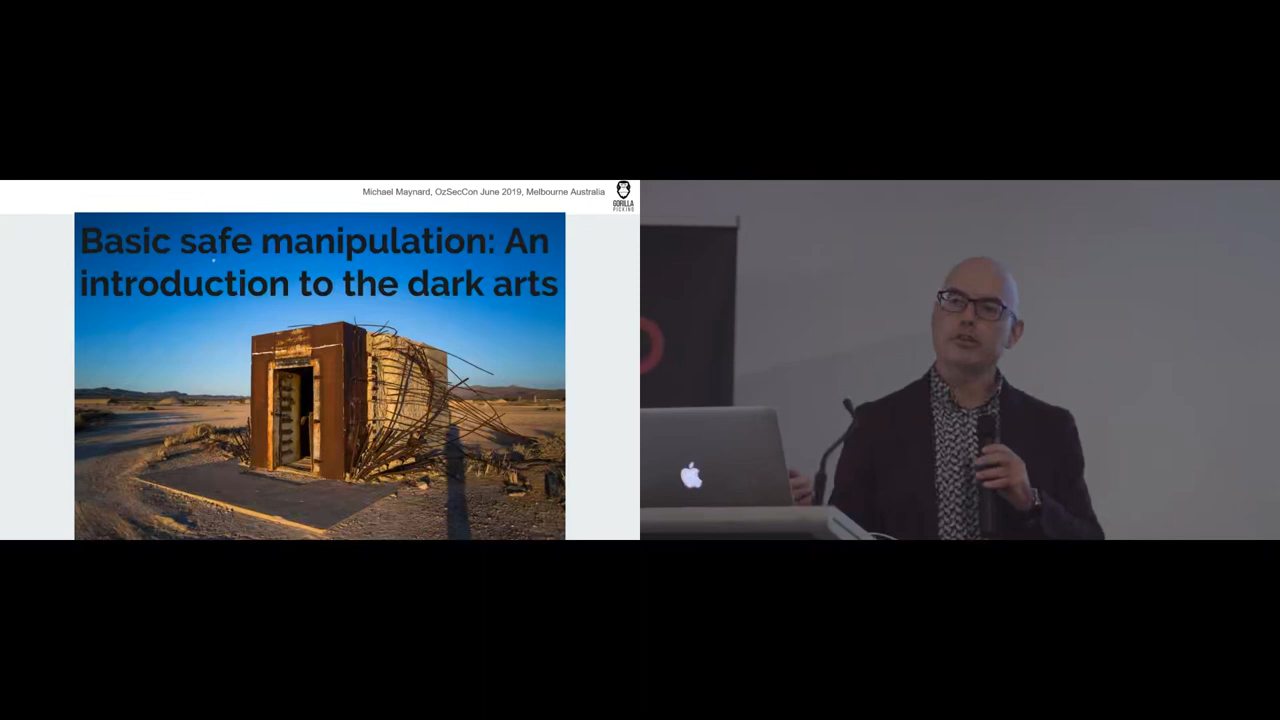 Michael Maynard, OzSecCon June 2019, Melbourne Australia
GORILLA
PICKING
Basic safe manipulation: An
introduction to the dark arts